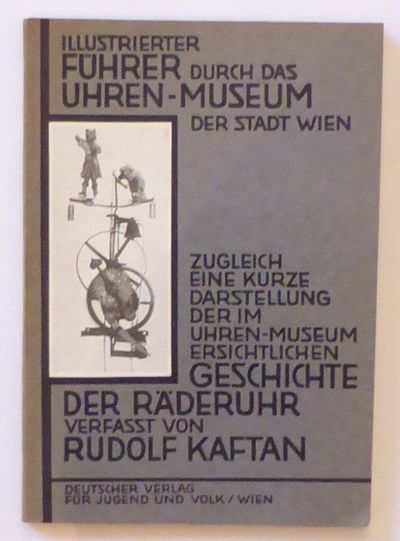 ILLUSTRIERTER
FÜHRER DURCH DAS
UHREN-MUSEUM
DER STADT WIEN
ZUGLEICH
EINE KURZE
DARSTELLUNG
DER IM
UHREN-MUSEUM
ERSICHTLICHEN
GESCHICHTE
DER RÄDERUHR
VERFASST VON
RUDOLF KAFTAN
DEUTSCHER VERLAG
FÜR JUGEND UND VOLK / WIEN